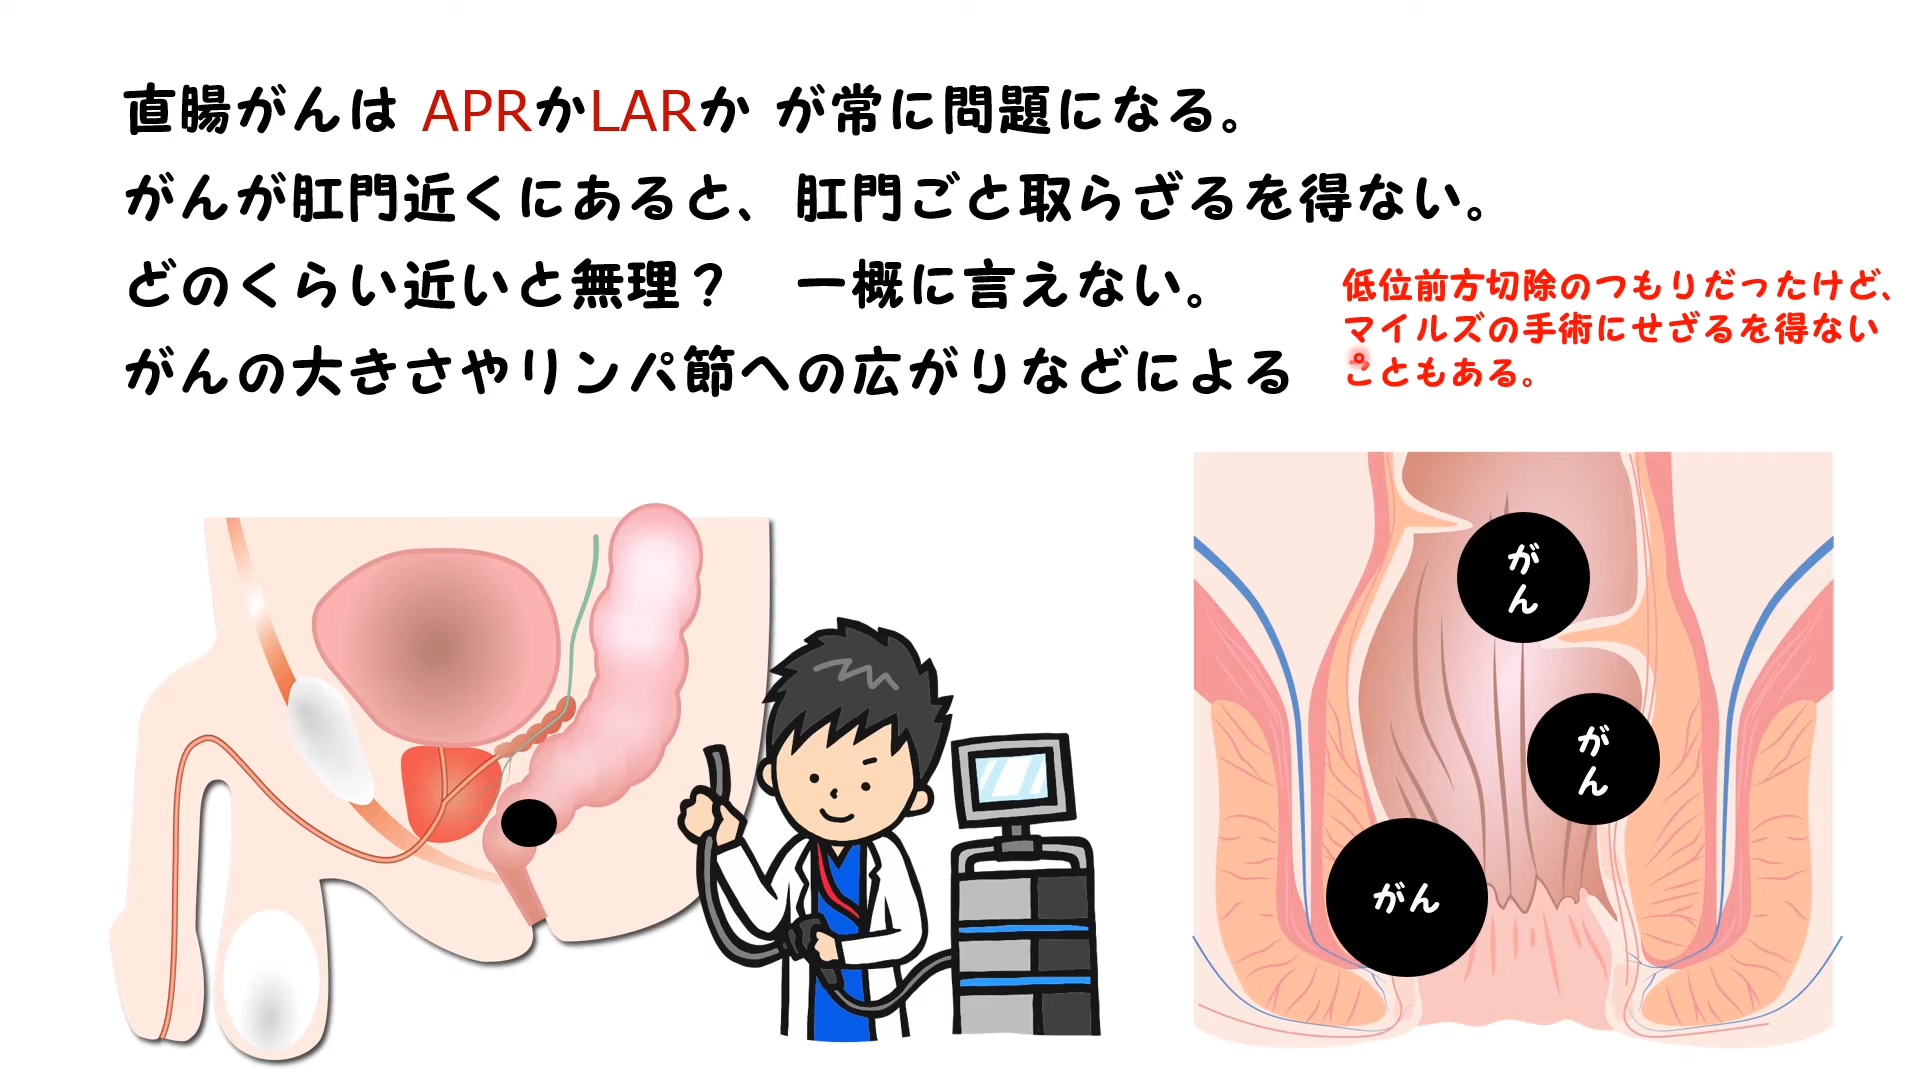 直腸がんは APRかLARか が常に問題になる。
がんが肛門近くにあると、肛門ごと取らざるを得ない。
どのくらい近いと無理？　一概に言えない。
がんの大きさやリンパ節への広がりなどによる
低位前方切除のつもりだったけど、
マイルズの手術にせざるを得ない
こともある。
がん
がん
がん